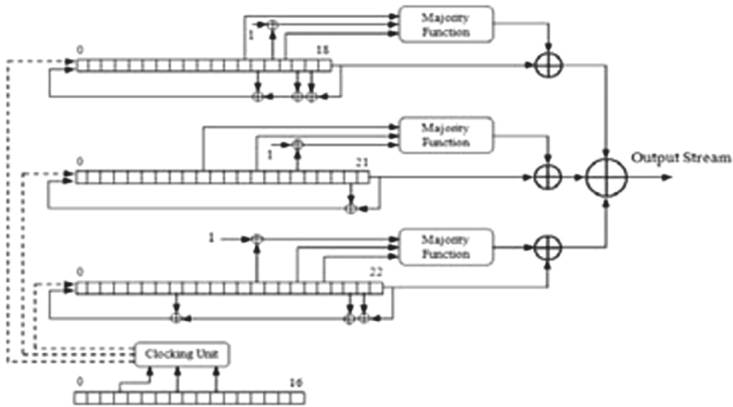 Majority
Function
1
0
18
Majority
Function
1
0
21
Output Stream
Majority
Function
1
0
22
Clocking Unit
0
16